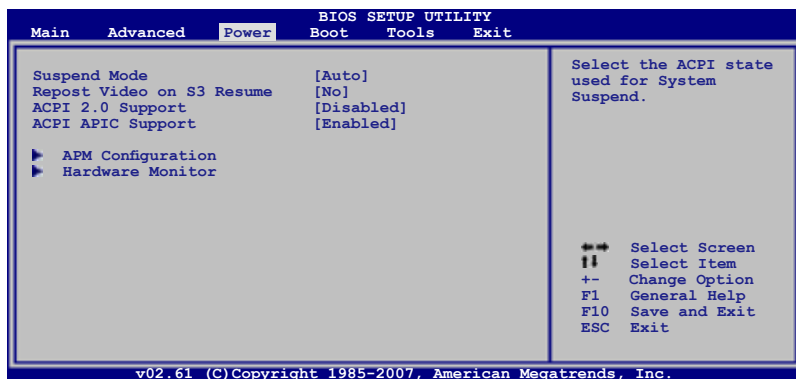 BIOS SETUP UTILITY
Main Advanced Power Boot Tools Exit
Suspend Mode [Auto]
Repost Video on S3 Resume [No]
ACPI 2.0 Support [Disabled]
ACPI APIC Support [Enabled]
APM Configuration
Hardware Monitor
Select the ACPI state
used for System
Suspend.
Select Screen
Select Item
+- Change Option
F1 General Help
F10 Save and Exit
ESC Exit
v02.61 (C)Copyright 1985-2007, American Megatrends, Inc.